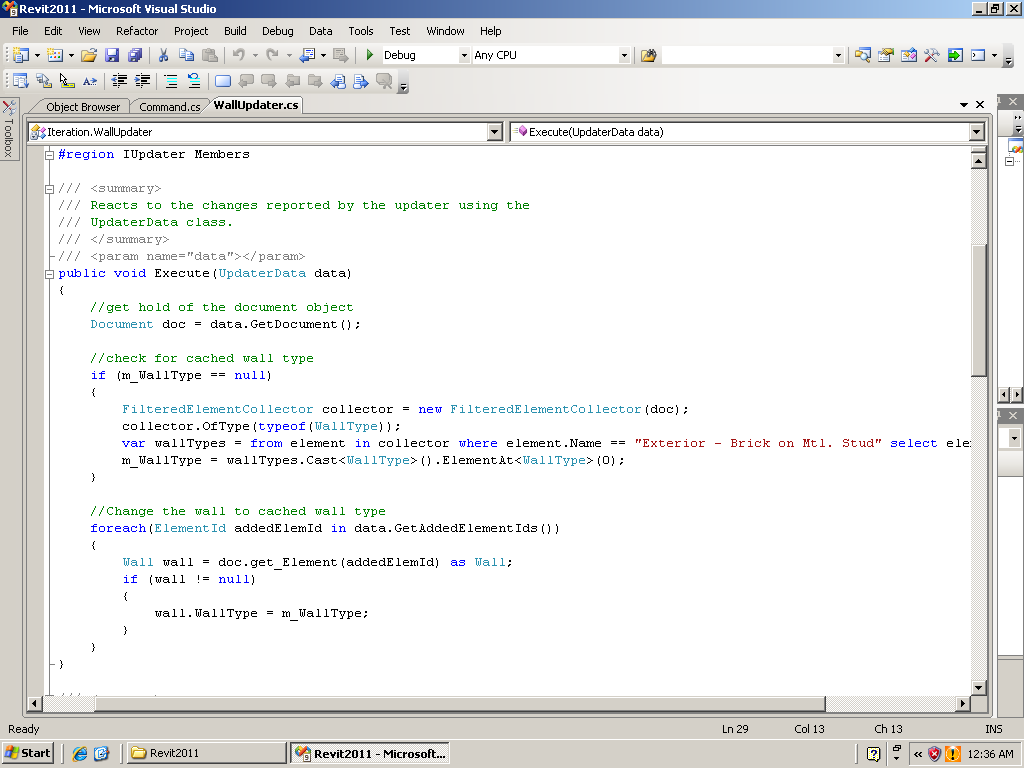 Revit2011 - Microsoft Visual Studio
File Edit View Refactor Project Build Debug Data Tools Test Window Help
Debug Any CPU
Object Browser Command.cs WallUpdater.cs
Toolbox
Iteration.WallUpdater Execute(UpdaterData data)
#region IUpdater Members
/// <summary>
/// Reacts to the changes reported by the updater using the
/// UpdaterData class.
/// </summary>
/// <param name="data"></param>
public void Execute(UpdaterData data)
{
//get hold of the document object
Document doc = data.GetDocument();
//check for cached wall type
if (m_WallType == null)
{
FilteredElementCollector collector = new FilteredElementCollector(doc);
collector.OfType(typeof(WallType));
var wallTypes = from element in collector where element.Name == "Exterior - Brick on Mtl. Stud" select
m_WallType = wallTypes.Cast<WallType>().ElementAt<WallType>(0);
}
//Change the wall to cached wall type
foreach(ElementId addedElemId in data.GetAddedElementIds())
{
Wall wall = doc.get_Element(addedElemId) as Wall;
if (wall != null)
{
wall.WallType = m_WallType;
}
}
}
Ready Ln 29 Col 13 Ch 13 INS
Start Revit2011 Revit2011 - Microsoft... « 12:36 AM